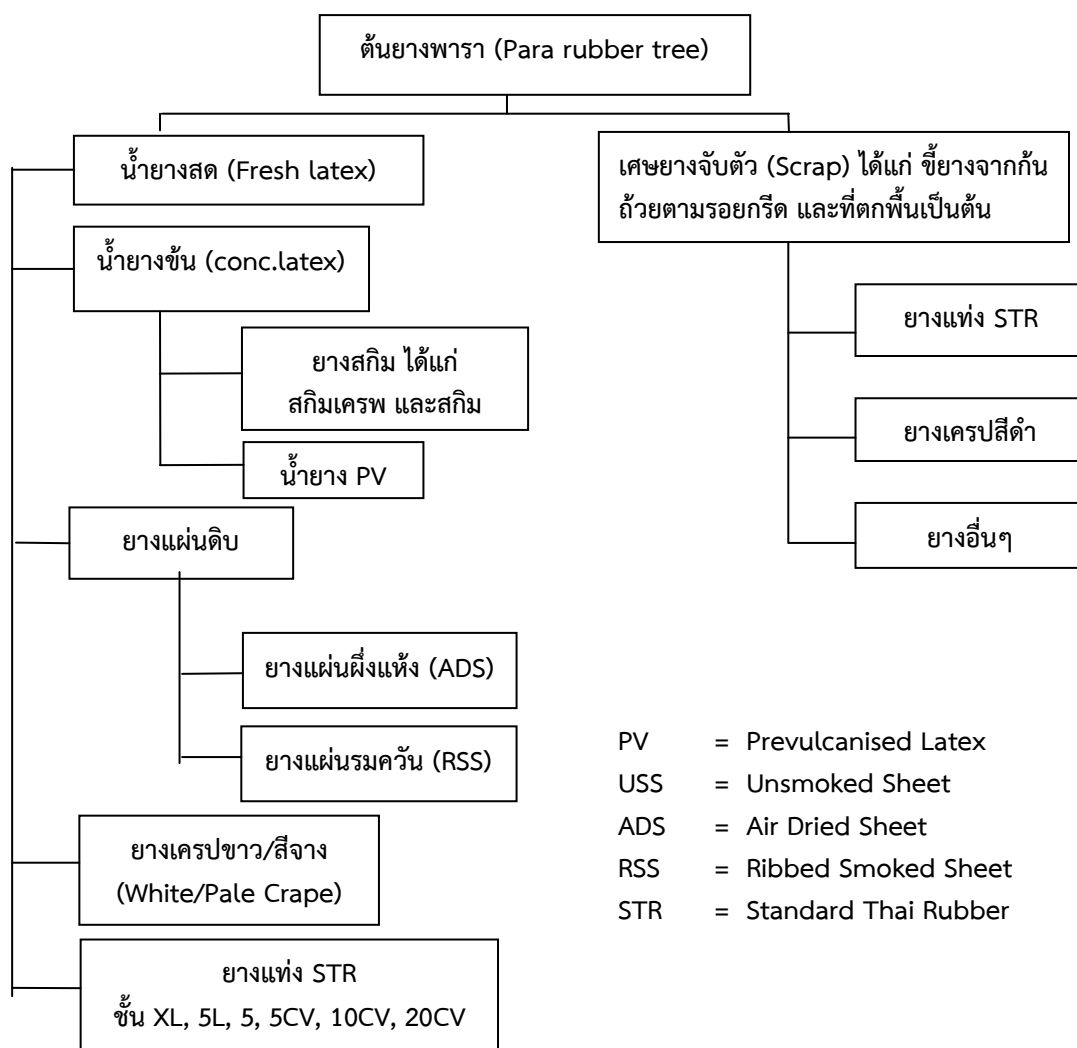 ต้นยางพารา (Para rubber tree)
น้ำยางสด (Fresh latex)
เศษยางจับตัว (Scrap) ได้แก่ ขี้ยางจากก้น
ถ้วยตามรอยกรีด และที่ตกพื้นเป็นต้น
น้ำยางข้น (conc.latex)
ยางสกิม ได้แก่
สกิมเครพ และสกิม
น้ำยาง PV
ยางแท่ง STR
ยางเครปสีดำ
ยางอื่นๆ
ยางแผ่นดิบ
ยางแผ่นผึ่งแห้ง (ADS)
ยางแผ่นรมควัน (RSS)
ยางเครปขาว/สีจาง
(White/Pale Crape)
ยางแท่ง STR
ชั้น XL, 5L, 5, 5CV, 10CV, 20CV
PV = Prevulcanised Latex
USS = Unsmoked Sheet
ADS = Air Dried Sheet
RSS = Ribbed Smoked Sheet
STR = Standard Thai Rubber